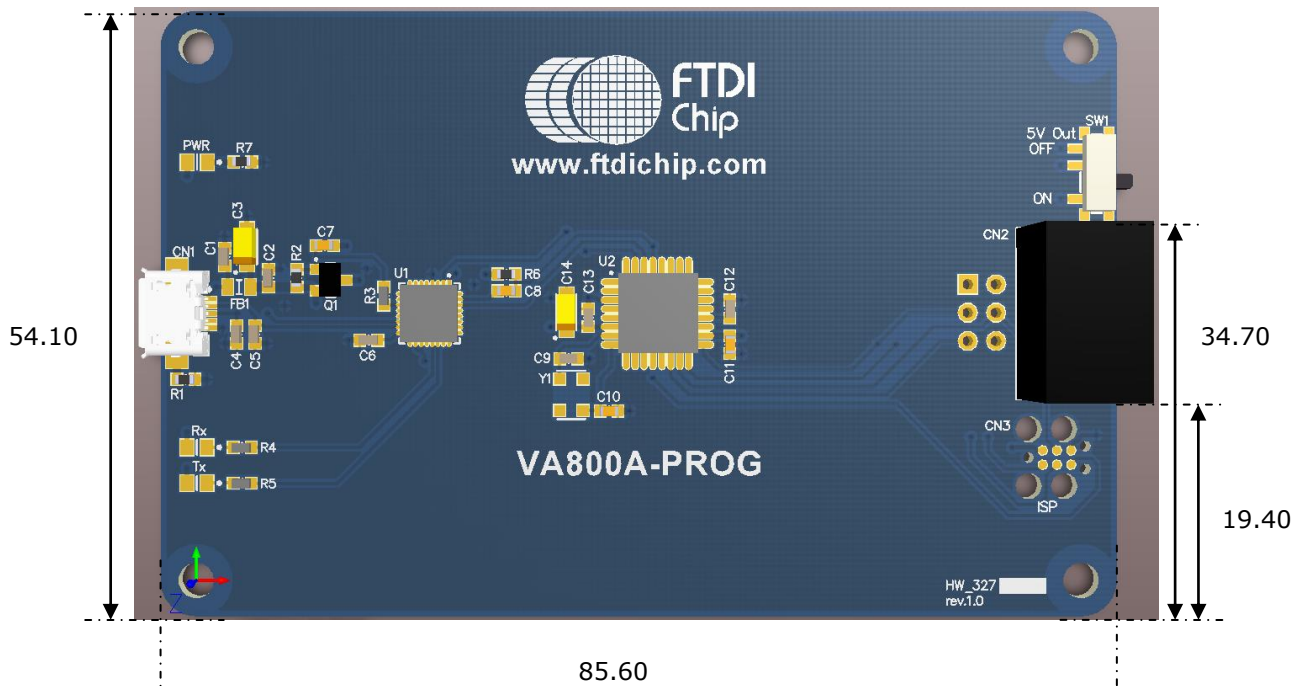 FTDI
Chip
www.ftdichip.com
5V Out
SW1
OFF
ON
PWR
R7
C3
C1
CN1
C2
R2
C7
FB1
Q1
U1
R3
C4
C5
C6
R1
R6
C8
C14
C13
U2
C12
C9
C11
Y1
C10
CN2
54.10
34.70
Rx
R4
Tx
R5
VA800A-PROG
CN3
ISP
19.40
Z
HW_327
rev.1.0
85.60